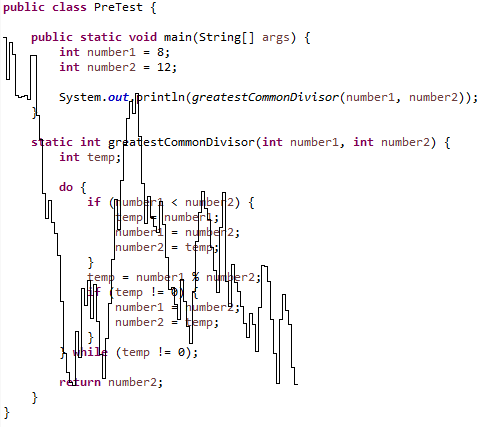 public class PreTest {
public static void main(String[] args) {
int number1 = 8;
int number2 = 12;
System.out.println(greatestCommonDivisor(number1, number2));
}
static int greatestCommonDivisor(int number1, int number2) {
int temp;
do {
if (number1 < number2) {
temp = number1;
number1 = number2;
number2 = temp;
}
temp = number1 % number2;
if (temp != 0) {
number1 = number2;
number2 = temp;
}
} while (temp != 0);
return number2;
}
}